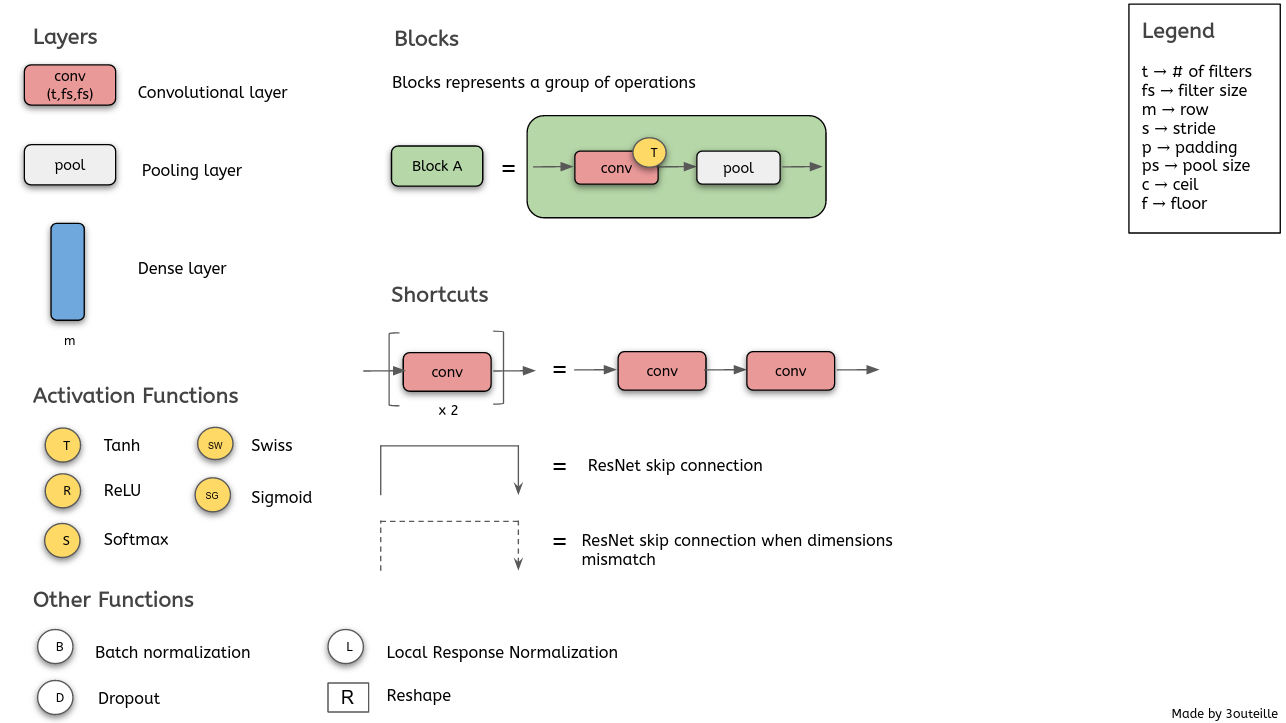 Layers
conv
(t,fs,fs)
Convolutional layer
pool
Pooling layer
Dense layer
m
Activation Functions
T
Tanh
SW
Swiss
R
ReLU
SG
Sigmoid
S
Softmax
Other Functions
B
Batch normalization
L
Local Response Normalization
D
Dropout
R
Reshape
Blocks
Blocks represents a group of operations
Block A
=
conv
T
pool
Shortcuts
conv
x 2
=
conv
conv
=
ResNet skip connection
=
ResNet skip connection when dimensions
mismatch
Legend
t → # of filters
fs → filter size
m → row
s → stride
p → padding
ps → pool size
c → ceil
f → floor
Made by 3outeille